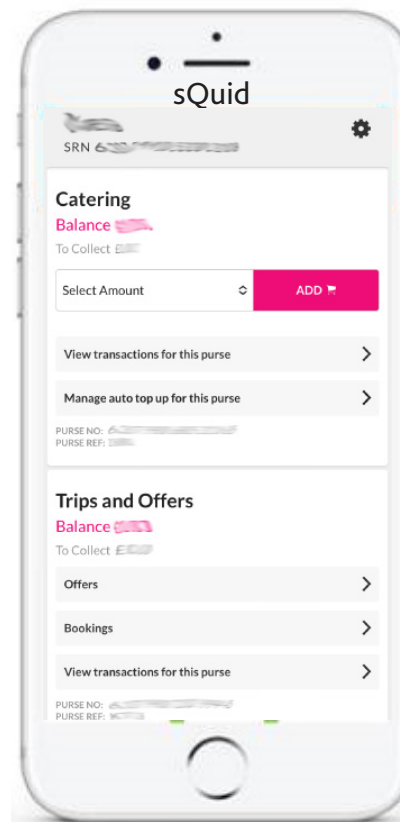 sQuid
SRN 6
Catering
Balance
To Collect £
Select Amount
ADD
View transactions for this purse
Manage auto top up for this purse
PURSE NO: 6
PURSE REF:
Trips and Offers
Balance
To Collect £
Offers
Bookings
View transactions for this purse
PURSE NO:
PURSE REF: